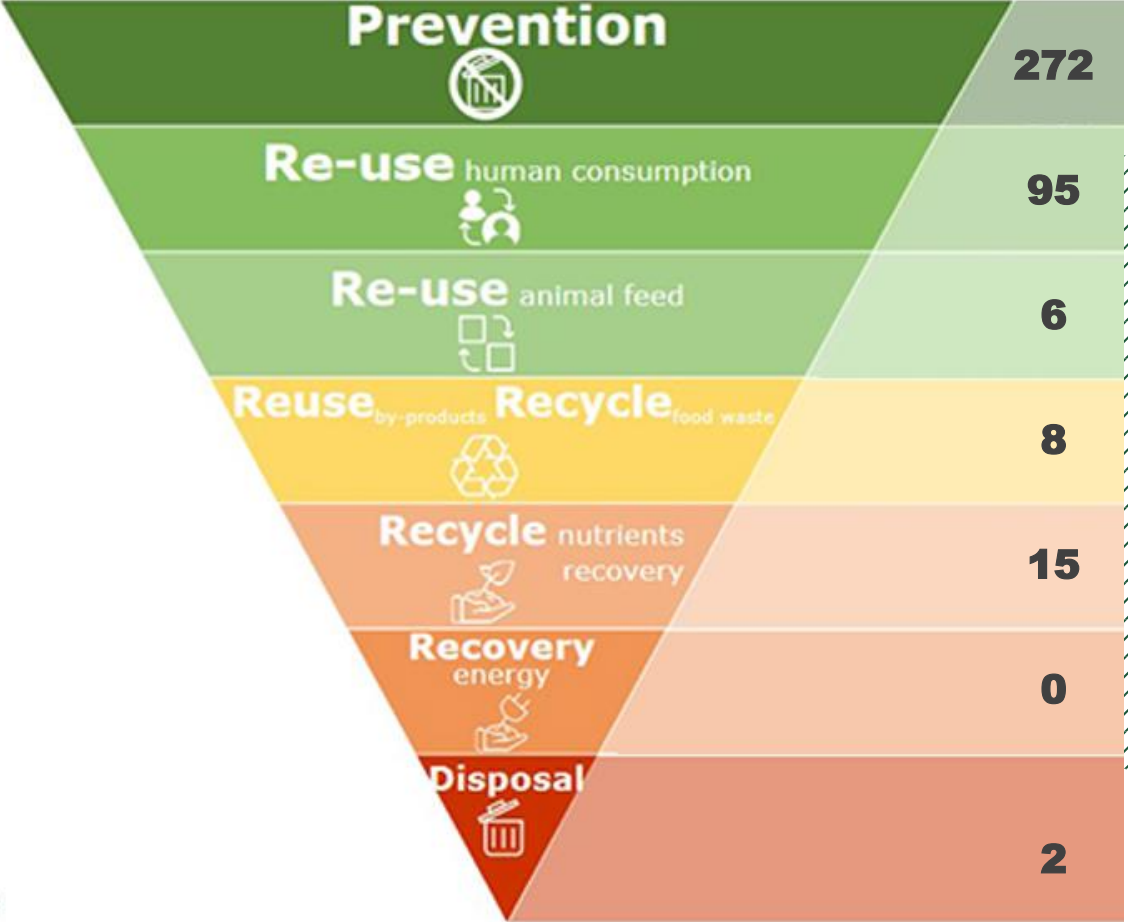 Prevention
272
Re-use human consumption
95
Re-use animal feed
6
Reuse by-products Recycle food waste
8
Recycle nutrients
recovery
15
Recovery
energy
0
Disposal
2